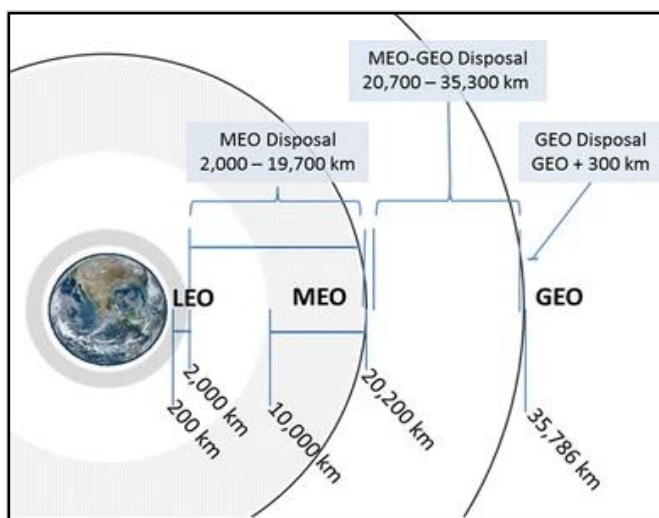 MEO-GEO Disposal
20,700 – 35,300 km
MEO Disposal
2,000 – 19,700 km
GEO Disposal
GEO + 300 km
LEO
MEO
GEO
200 km
2,000 km
10,000 km
20,200 km
35,786 km